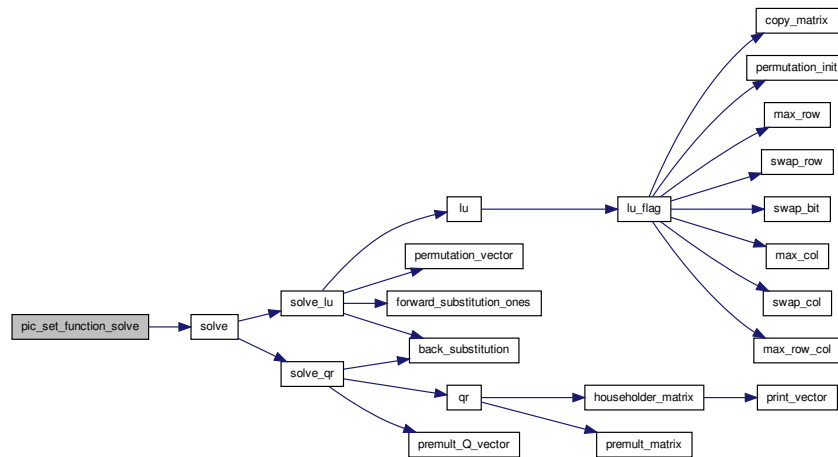 copy_matrix
permutation_init
max_row
swap_row
lu
lu_flag
swap_bit
permutation_vector
max_col
solve_lu
forward_substitution_ones
swap_col
pic_set_function_solve
solve
back_substitution
max_row_col
solve_qr
qr
householder_matrix
print_vector
premult_Q_vector
premult_matrix